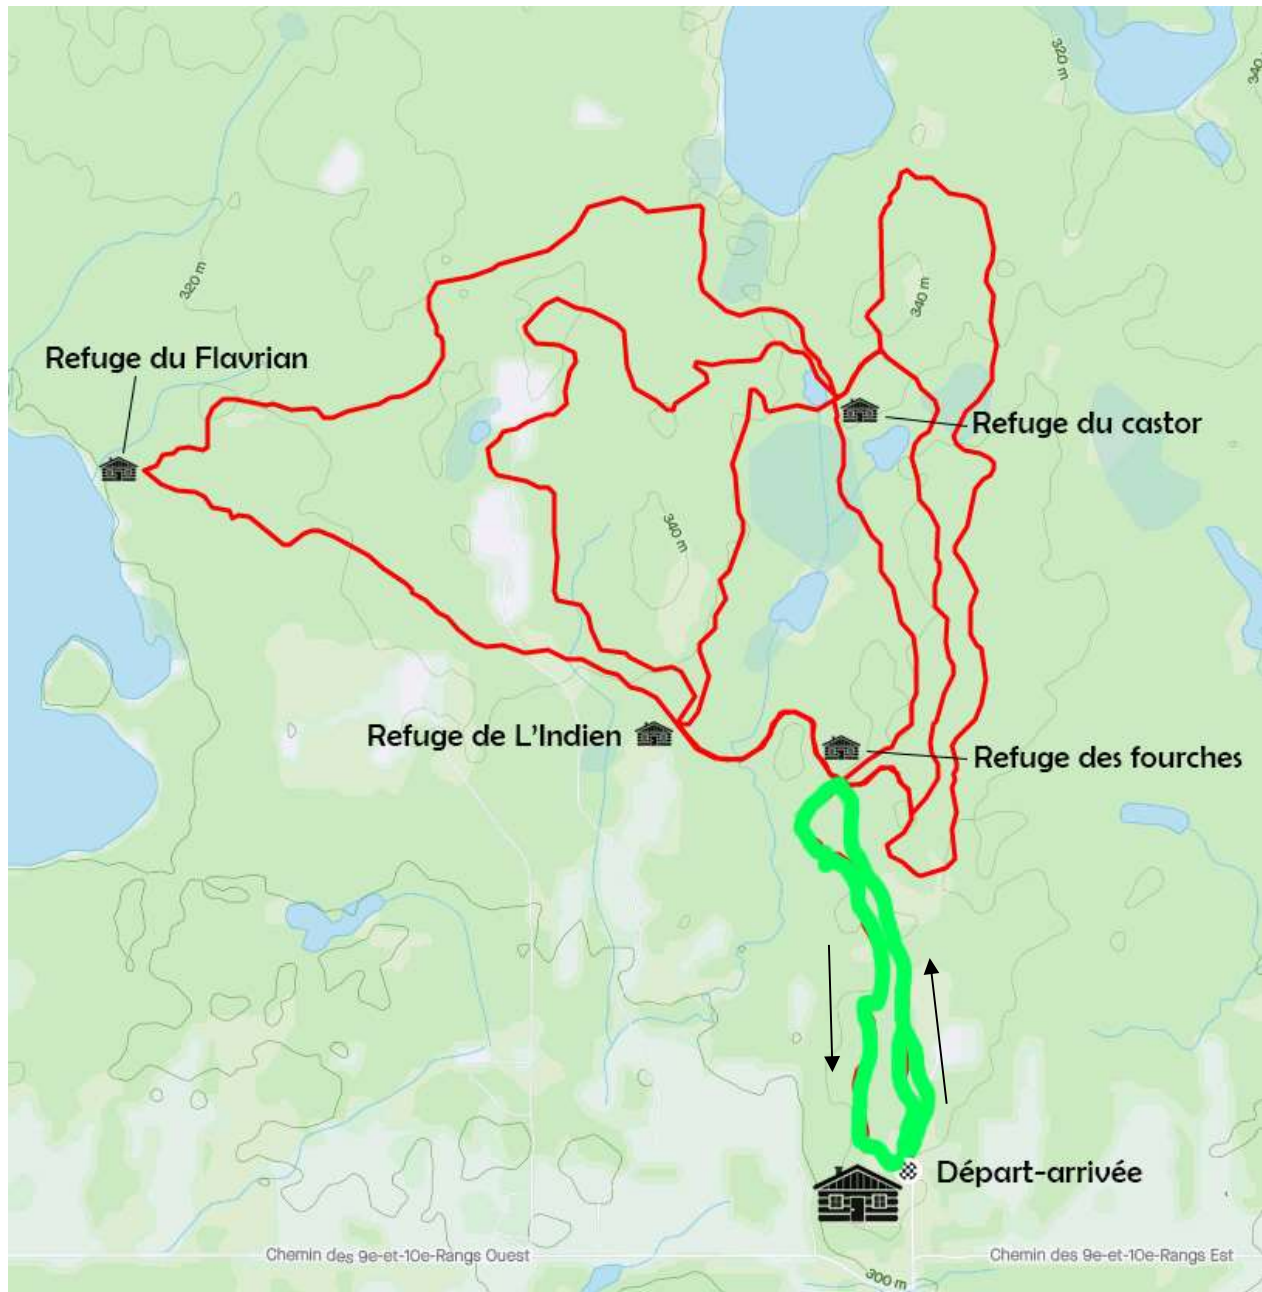 320 m
340
340 m
320 m
Refuge du Flavrian
Refuge du castor
340 m
Refuge de L'Indien
Refuge des fourches
Départ-arrivée
Chemin des 9e-et-10e-Rangs Ouest
Chemin des 9e-et-10e-Rangs Est
300 m